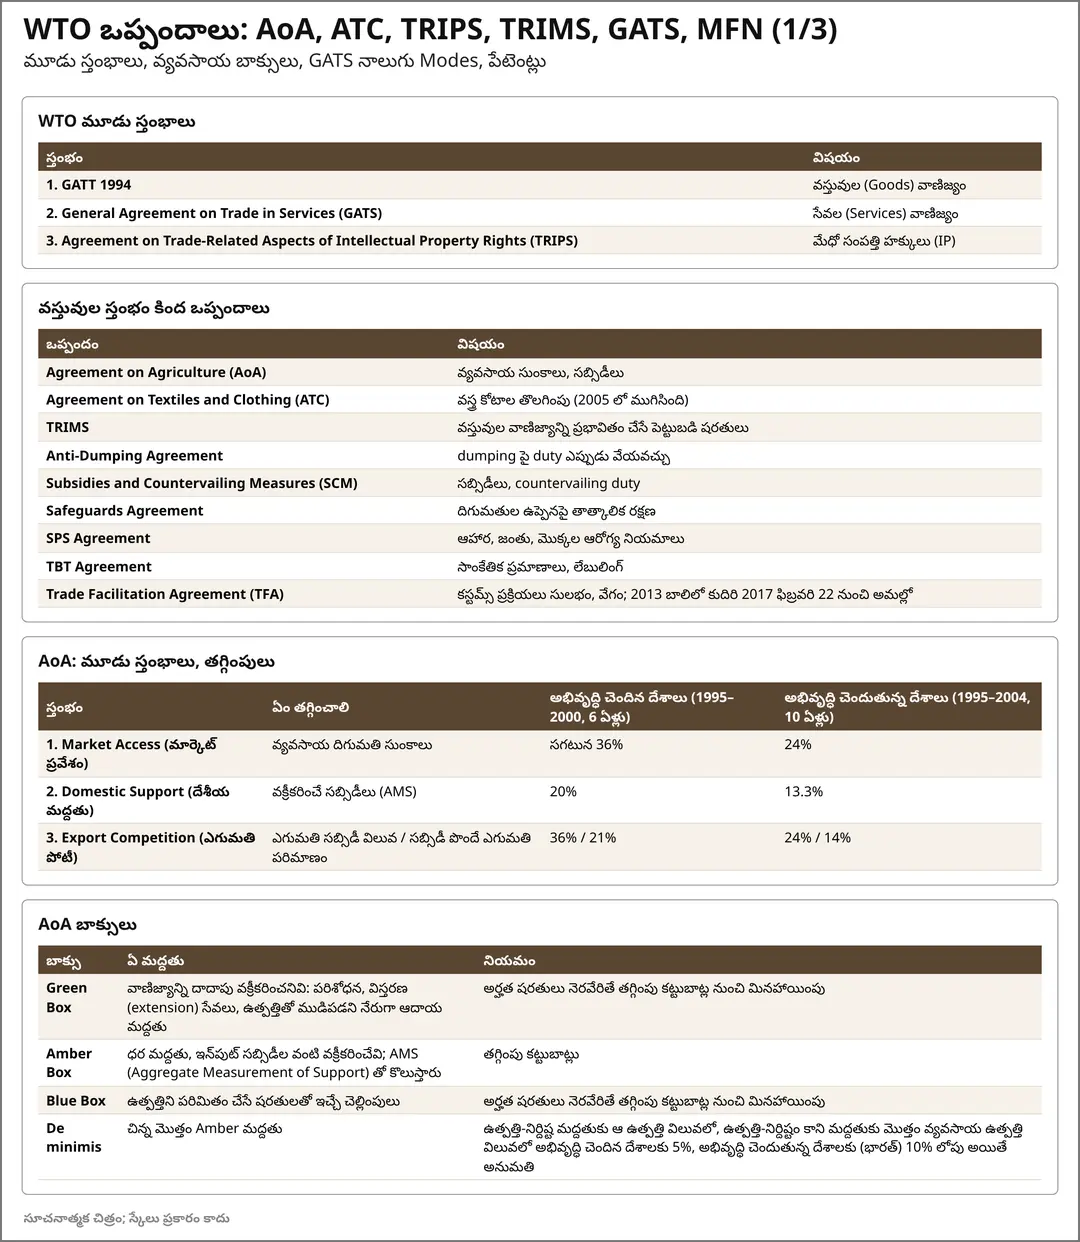 WTO ఒప్పందాలు: AoA, ATC, TRIPS, TRIMS, GATS, MFN (1/3)
మూడు స్తంభాలు, వ్యవసాయ బాక్సులు, GATS నాలుగు Modes, పేటెంట్లు
WTO మూడు స్తంభాలు
స్తంభం విషయం
1. GATT 1994 వస్తువుల (Goods) వాణిజ్యం
2. General Agreement on Trade in Services (GATS) సేవల (Services) వాణిజ్యం
3. Agreement on Trade-Related Aspects of Intellectual Property Rights (TRIPS) మేధో సంపత్తి హక్కులు (IP)
వస్తువుల స్తంభం కింద ఒప్పందాలు
ఒప్పందం విషయం
Agreement on Agriculture (AoA) వ్యవసాయ సుంకాలు, సబ్సిడీలు
Agreement on Textiles and Clothing (ATC) వస్త్ర కోటాల తొలగింపు (2005 లో ముగిసింది)
TRIMS వస్తువుల వాణిజ్యాన్ని ప్రభావితం చేసే పెట్టుబడి షరతులు
Anti-Dumping Agreement dumping పై duty ఎప్పుడు వేయవచ్చు
Subsidies and Countervailing Measures (SCM) సబ్సిడీలు, countervailing duty
Safeguards Agreement దిగుమతుల ఉప్పెనపై తాత్కాలిక రక్షణ
SPS Agreement ఆహార, జంతు, మొక్కల ఆరోగ్య నియమాలు
TBT Agreement సాంకేతిక ప్రమాణాలు, లేబులింగ్
Trade Facilitation Agreement (TFA) కస్టమ్స్ ప్రక్రియలు సులభం, వేగం; 2013 బాలిలో కుదిరి 2017 ఫిబ్రవరి 22 నుంచి అమల్లో
AoA: మూడు స్తంభాలు, తగ్గింపులు
స్తంభం ఏం తగ్గించాలి అభివృద్ధి చెందిన దేశాలు (1995–
2000, 6 ఏళ్లు) అభివృద్ధి చెందుతున్న దేశాలు (1995–2004,
10 ఏళ్లు)
1. Market Access (మార్కెట్
ప్రవేశం) వ్యవసాయ దిగుమతి సుంకాలు సగటున 36% 24%
2. Domestic Support (దేశీయ
మద్దతు) వక్రీకరించే సబ్సిడీలు (AMS) 20% 13.3%
3. Export Competition (ఎగుమతి
పోటీ) ఎగుమతి సబ్సిడీ విలువ / సబ్సిడీ పొందే ఎగుమతి
పరిమాణం 36% / 21% 24% / 14%
AoA బాక్సులు
బాక్సు ఏ మద్దతు నియమం
Green
Box వాణిజ్యాన్ని దాదాపు వక్రీకరించనివి: పరిశోధన, విస్తరణ
(extension) సేవలు, ఉత్పత్తితో ముడిపడని నేరుగా ఆదాయ
మద్దతు అర్హత షరతులు నెరవేరితే తగ్గింపు కట్టుబాట్ల నుంచి మినహాయింపు
Amber
Box ధర మద్దతు, ఇన్‌పుట్ సబ్సిడీల వంటి వక్రీకరించేవి; AMS
(Aggregate Measurement of Support) తో కొలుస్తారు తగ్గింపు కట్టుబాట్లు
Blue Box ఉత్పత్తిని పరిమితం చేసే షరతులతో ఇచ్చే చెల్లింపులు అర్హత షరతులు నెరవేరితే తగ్గింపు కట్టుబాట్ల నుంచి మినహాయింపు
De
minimis చిన్న మొత్తం Amber మద్దతు ఉత్పత్తి-నిర్దిష్ట మద్దతుకు ఆ ఉత్పత్తి విలువలో, ఉత్పత్తి-నిర్దిష్టం కాని మద్దతుకు మొత్తం వ్యవసాయ ఉత్పత్తి
విలువలో అభివృద్ధి చెందిన దేశాలకు 5%, అభివృద్ధి చెందుతున్న దేశాలకు (భారత్) 10% లోపు అయితే
అనుమతి
సూచనాత్మక చిత్రం; స్కేలు ప్రకారం కాదు